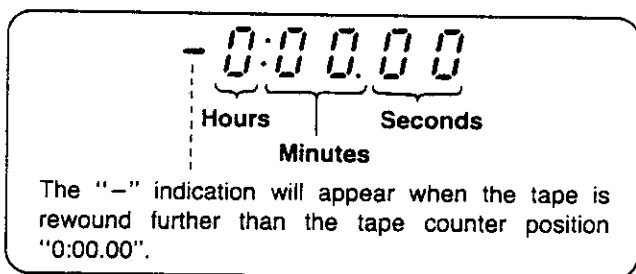 -0:00.00
Hours Seconds
Minutes
The "–" indication will appear when the tape is
rewound further than the tape counter position
"0:00.00".